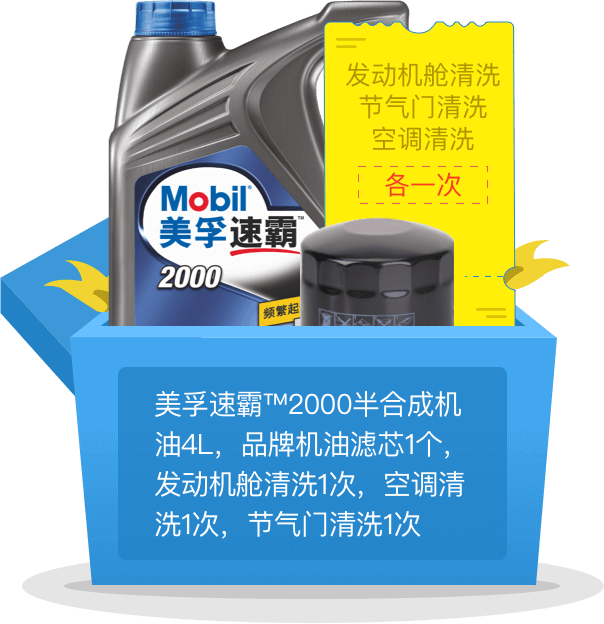 发动机舱清洗
节气门清洗
空调清洗
各一次
Mobil
美孚速霸™
2000
频繁起
美孚速霸™2000半合成机
油4L，品牌机油滤芯1个，
发动机舱清洗1次，空调清
洗1次，节气门清洗1次